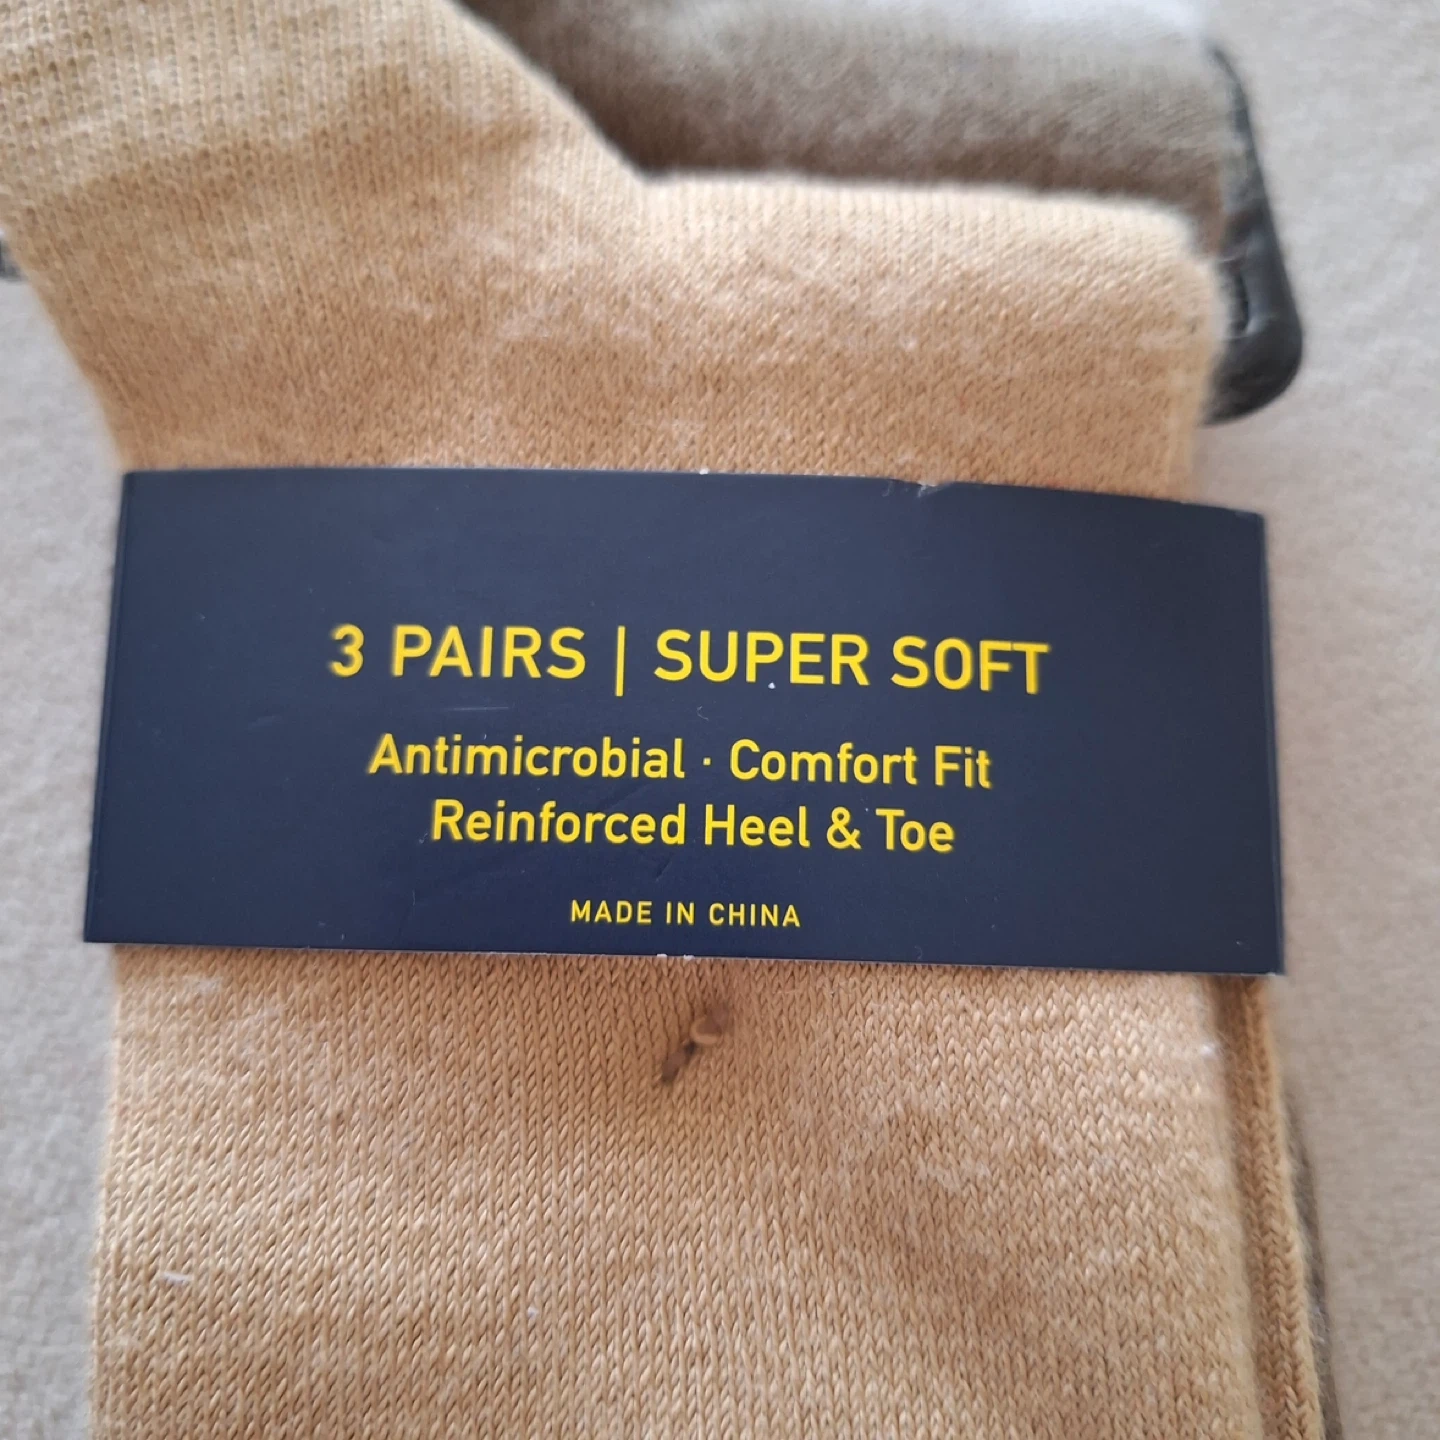 3 PAIRS | SUPER SOFT
Antimicrobial · Comfort Fit
Reinforced Heel & Toe
MADE IN CHINA